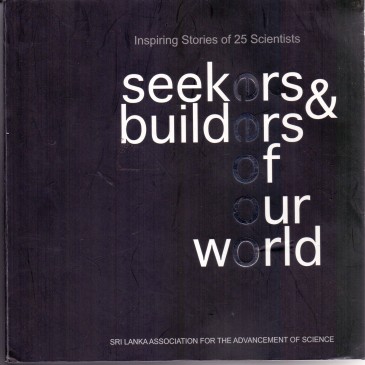 Inspiring Stories of 25 Scientists
seekers &
builders
of
our
world
SRI LANKA ASSOCIATION FOR THE ADVANCEMENT OF SCIENCE